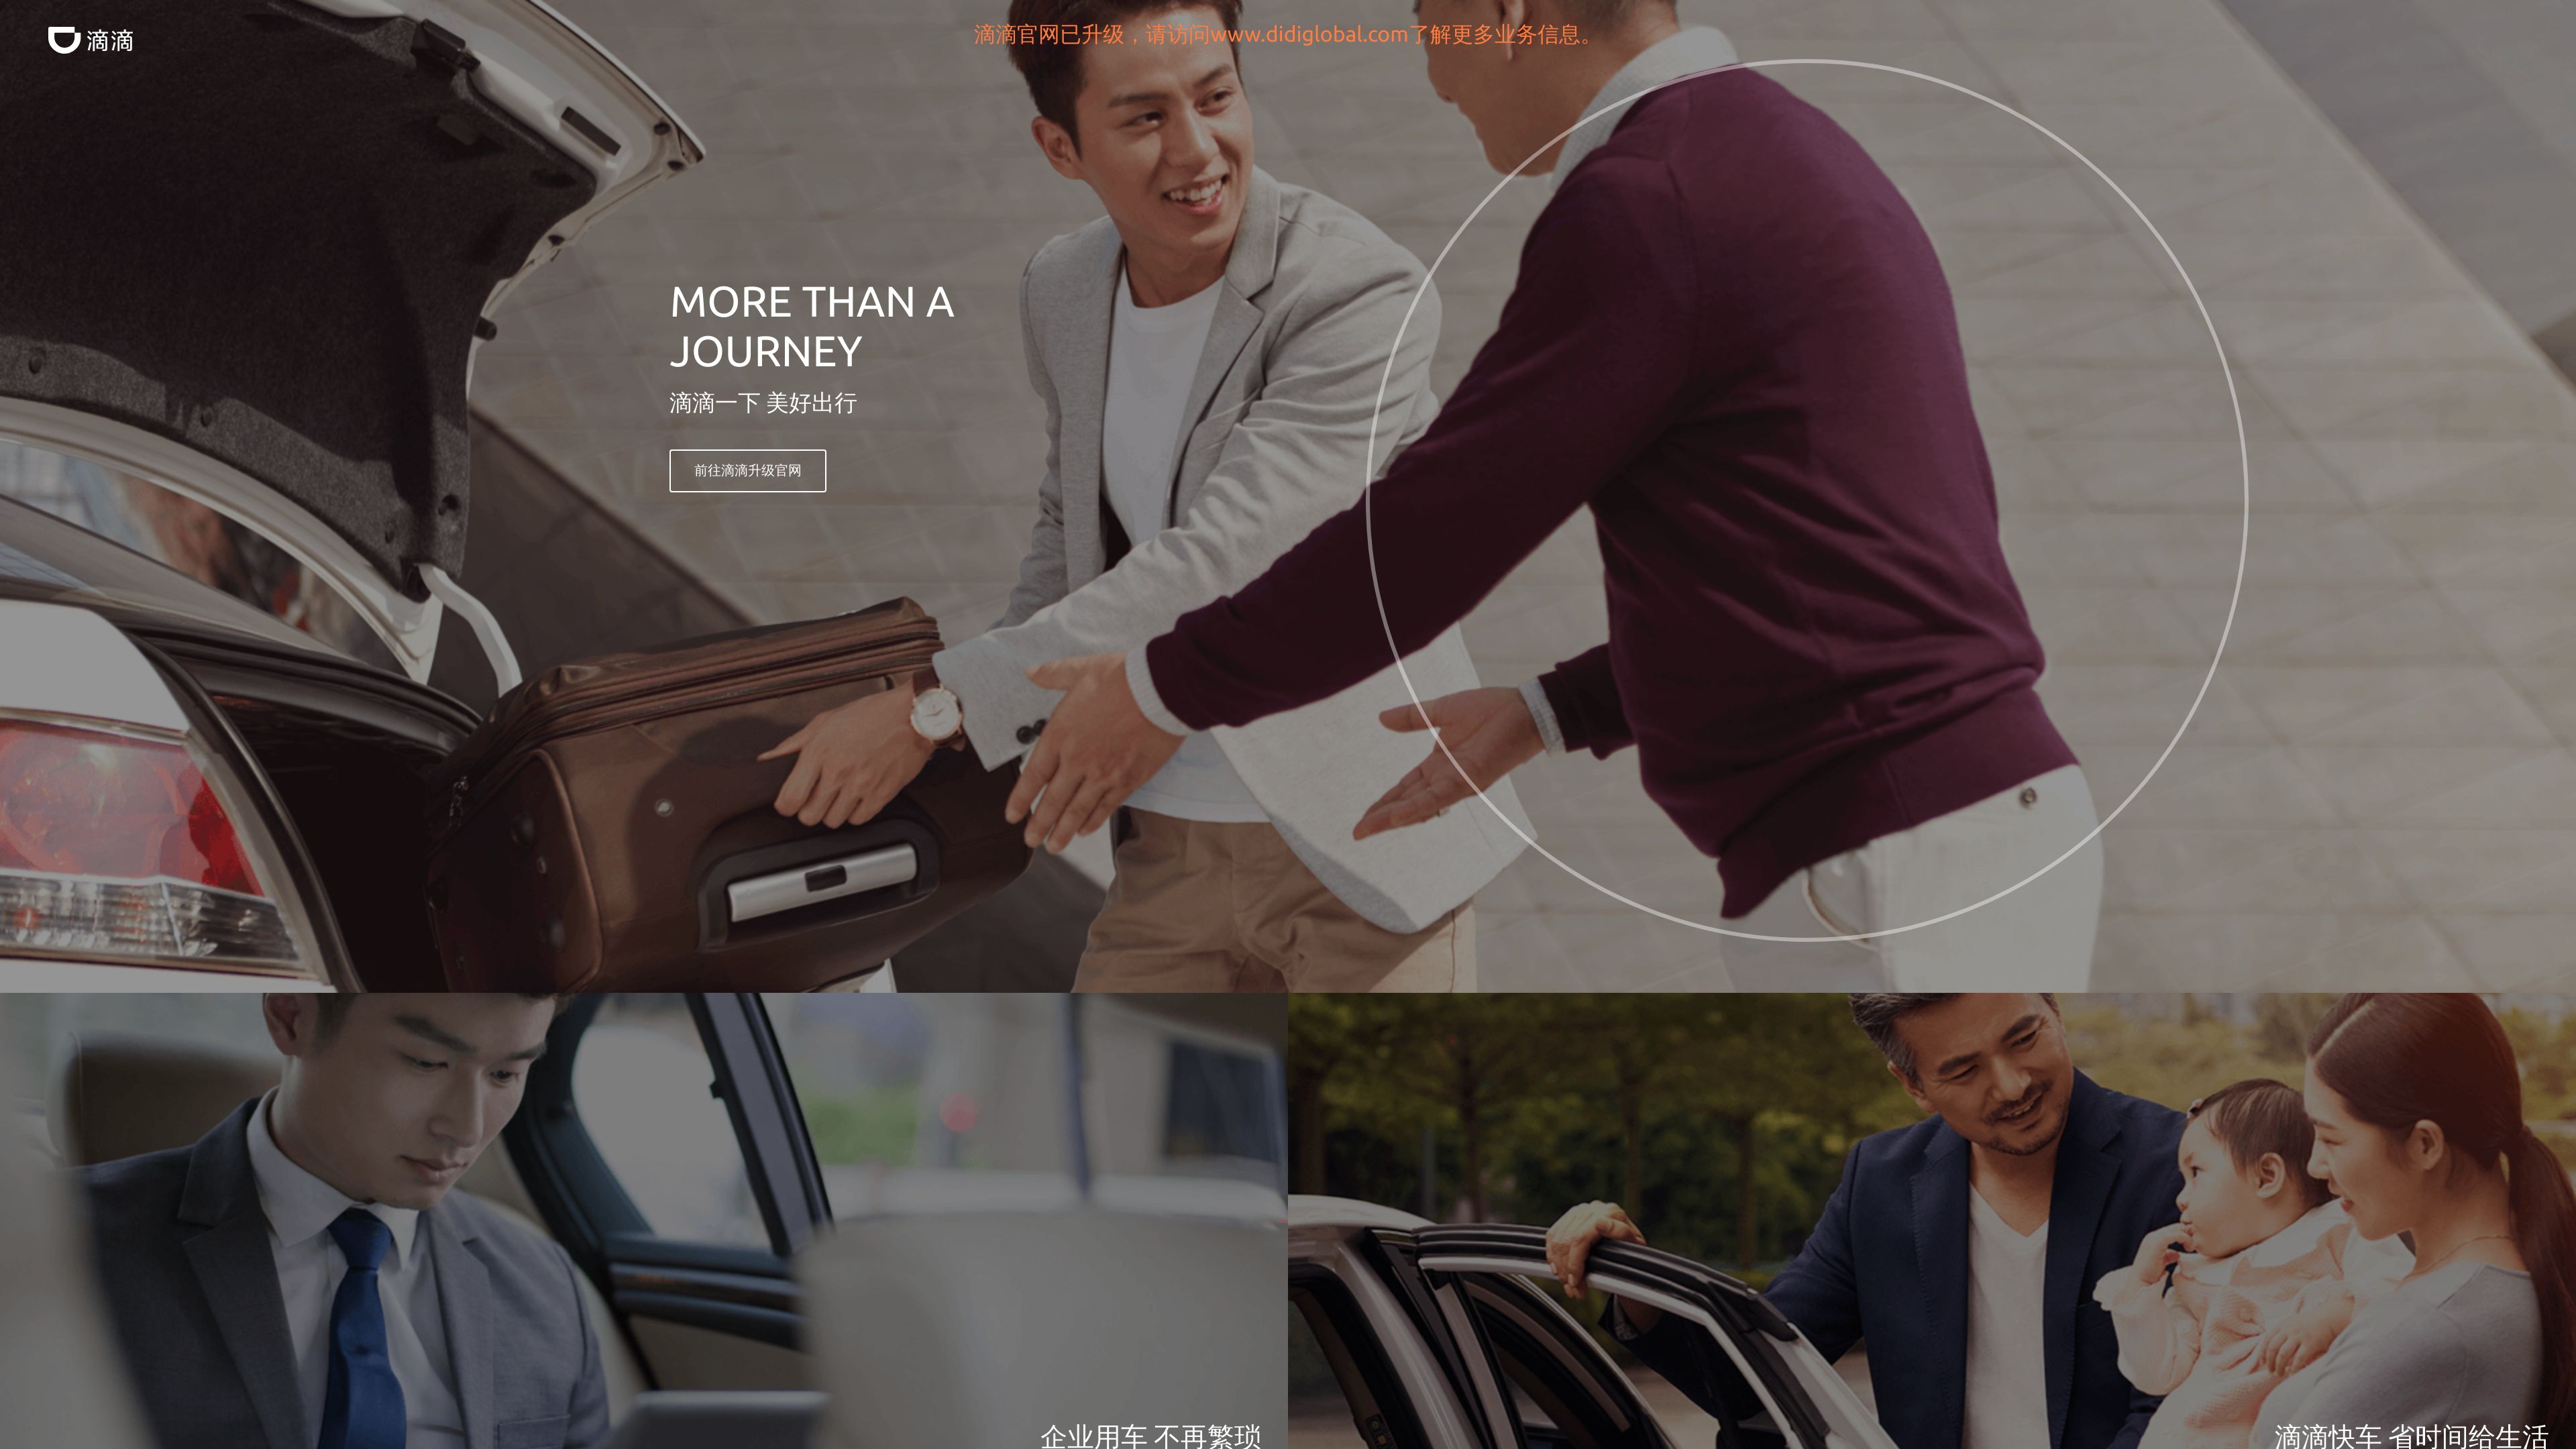 滴滴
滴滴官网已升级，请访问www.didiglobal.com了解更多业务信息。
MORE THAN A
JOURNEY
滴滴一下 美好出行
前往滴滴升级官网
企业用车 不再繁琐
滴滴快车 省时间给生活